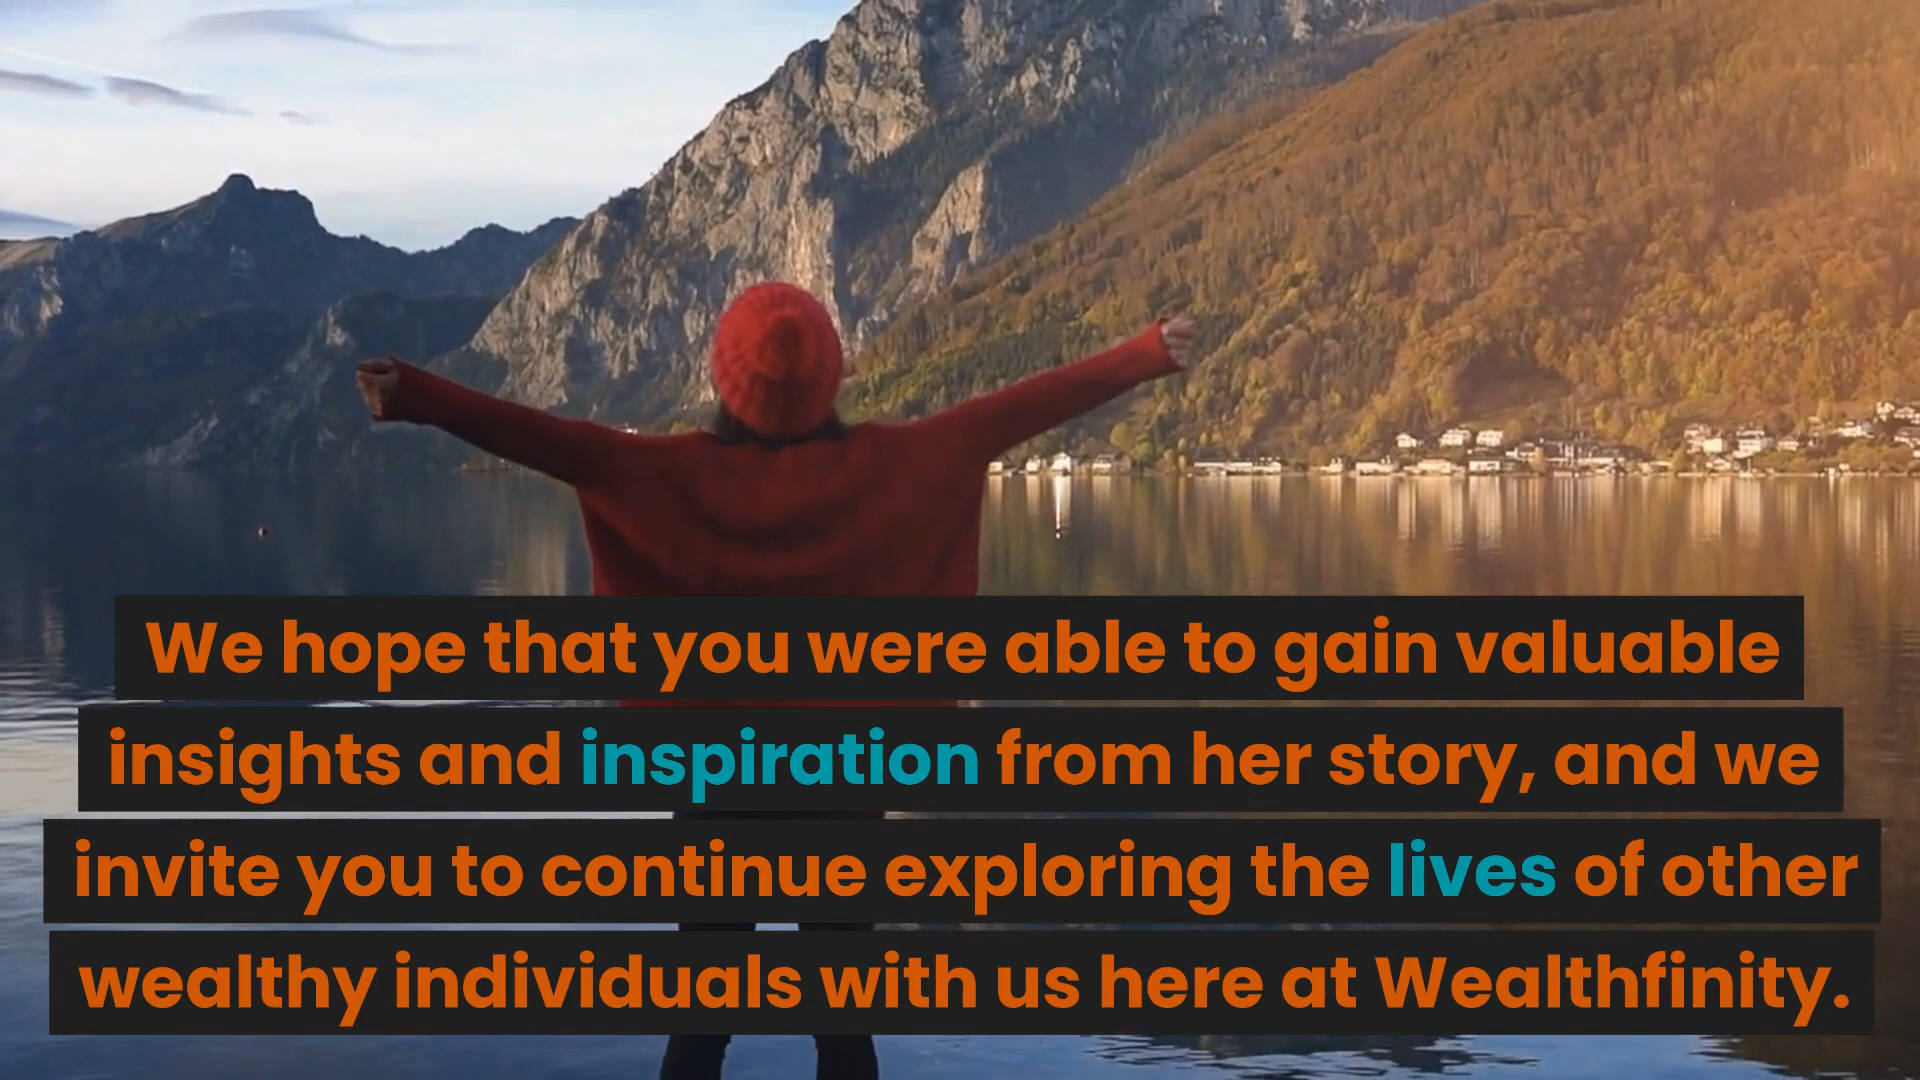 We hope that you were able to gain valuable
insights and inspiration from her story, and we
invite you to continue exploring the lives of other
wealthy individuals with us here at Wealthfinity.